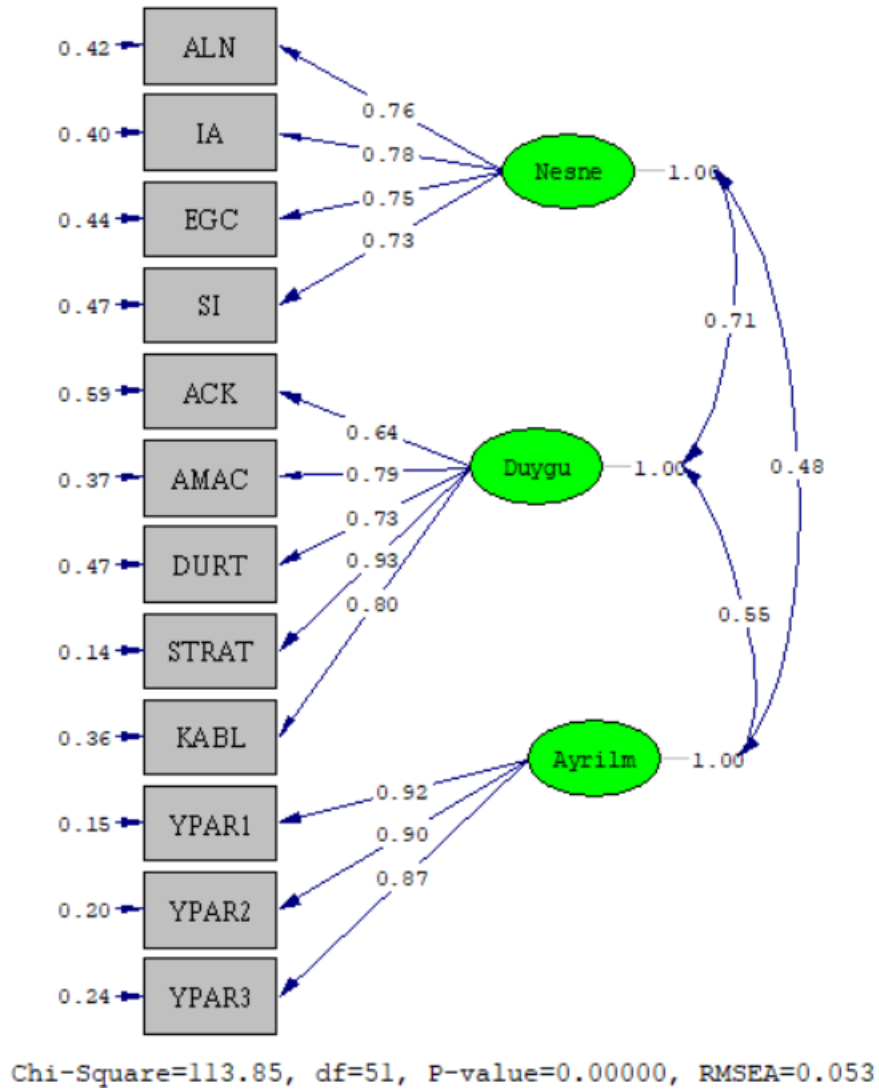 0.42 ALN
0.76
0.40 IA
0.78
Nesne 1.00
0.75
0.44 EGC
0.73
0.47 SI
0.71
0.59 ACK
0.64
0.48
0.37 AMAC
0.79
Duygu 1.00
0.73
0.47 DURT
0.93
0.80
0.55
0.14 STRAT
0.36 KABL
Ayrilm 1.00
0.92
0.15 YPAR1
0.90
0.87
0.20 YPAR2
0.24 YPAR3
Chi-Square=113.85, df=51, P-value=0.00000, RMSEA=0.053